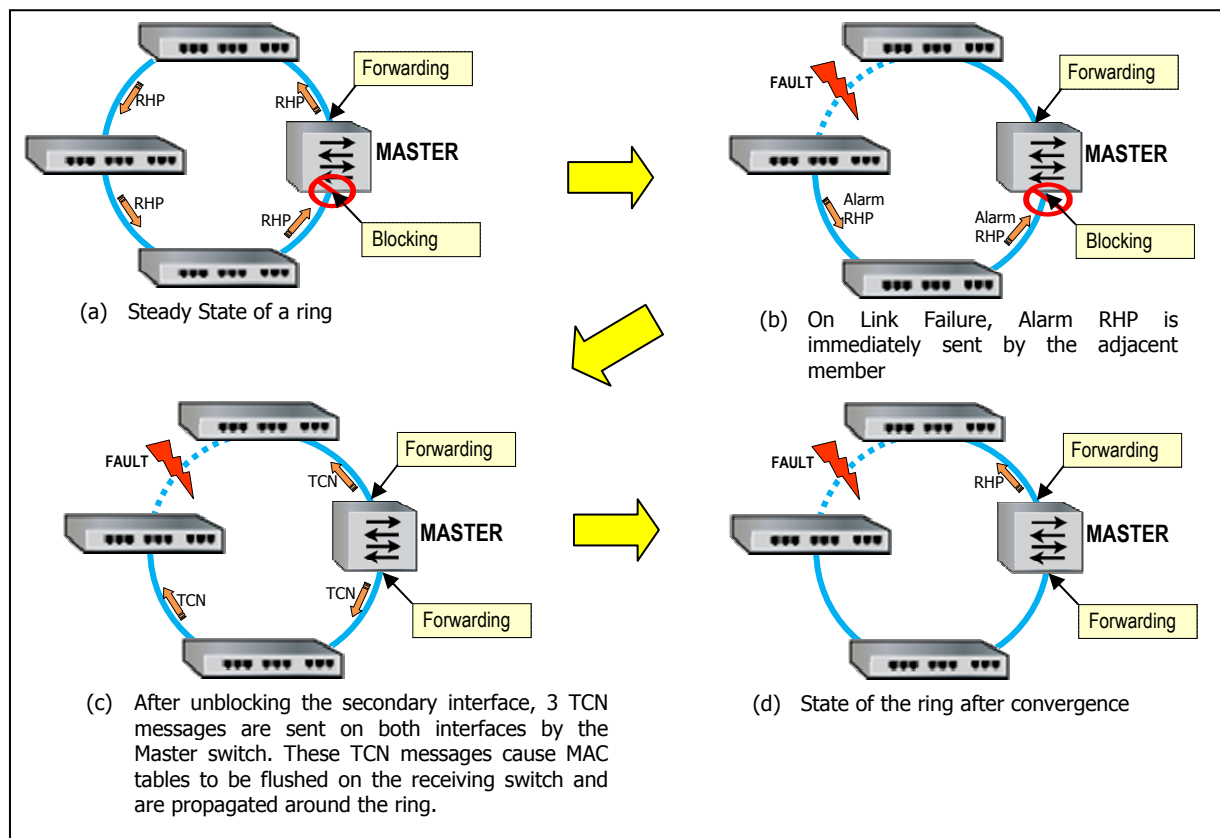 Forwarding
RHP
RHP
MASTER
RHP
RHP
Blocking
(a) Steady State of a ring
FAULT
Forwarding
MASTER
Alarm
RHP
Alarm
RHP
Blocking
(b) On Link Failure, Alarm RHP is
immediately sent by the adjacent
member
FAULT
Forwarding
TCN
MASTER
TCN
TCN
Forwarding
(c) After unblocking the secondary interface, 3 TCN
messages are sent on both interfaces by the
Master switch. These TCN messages cause MAC
tables to be flushed on the receiving switch and
are propagated around the ring.
FAULT
Forwarding
RHP
MASTER
Forwarding
(d) State of the ring after convergence